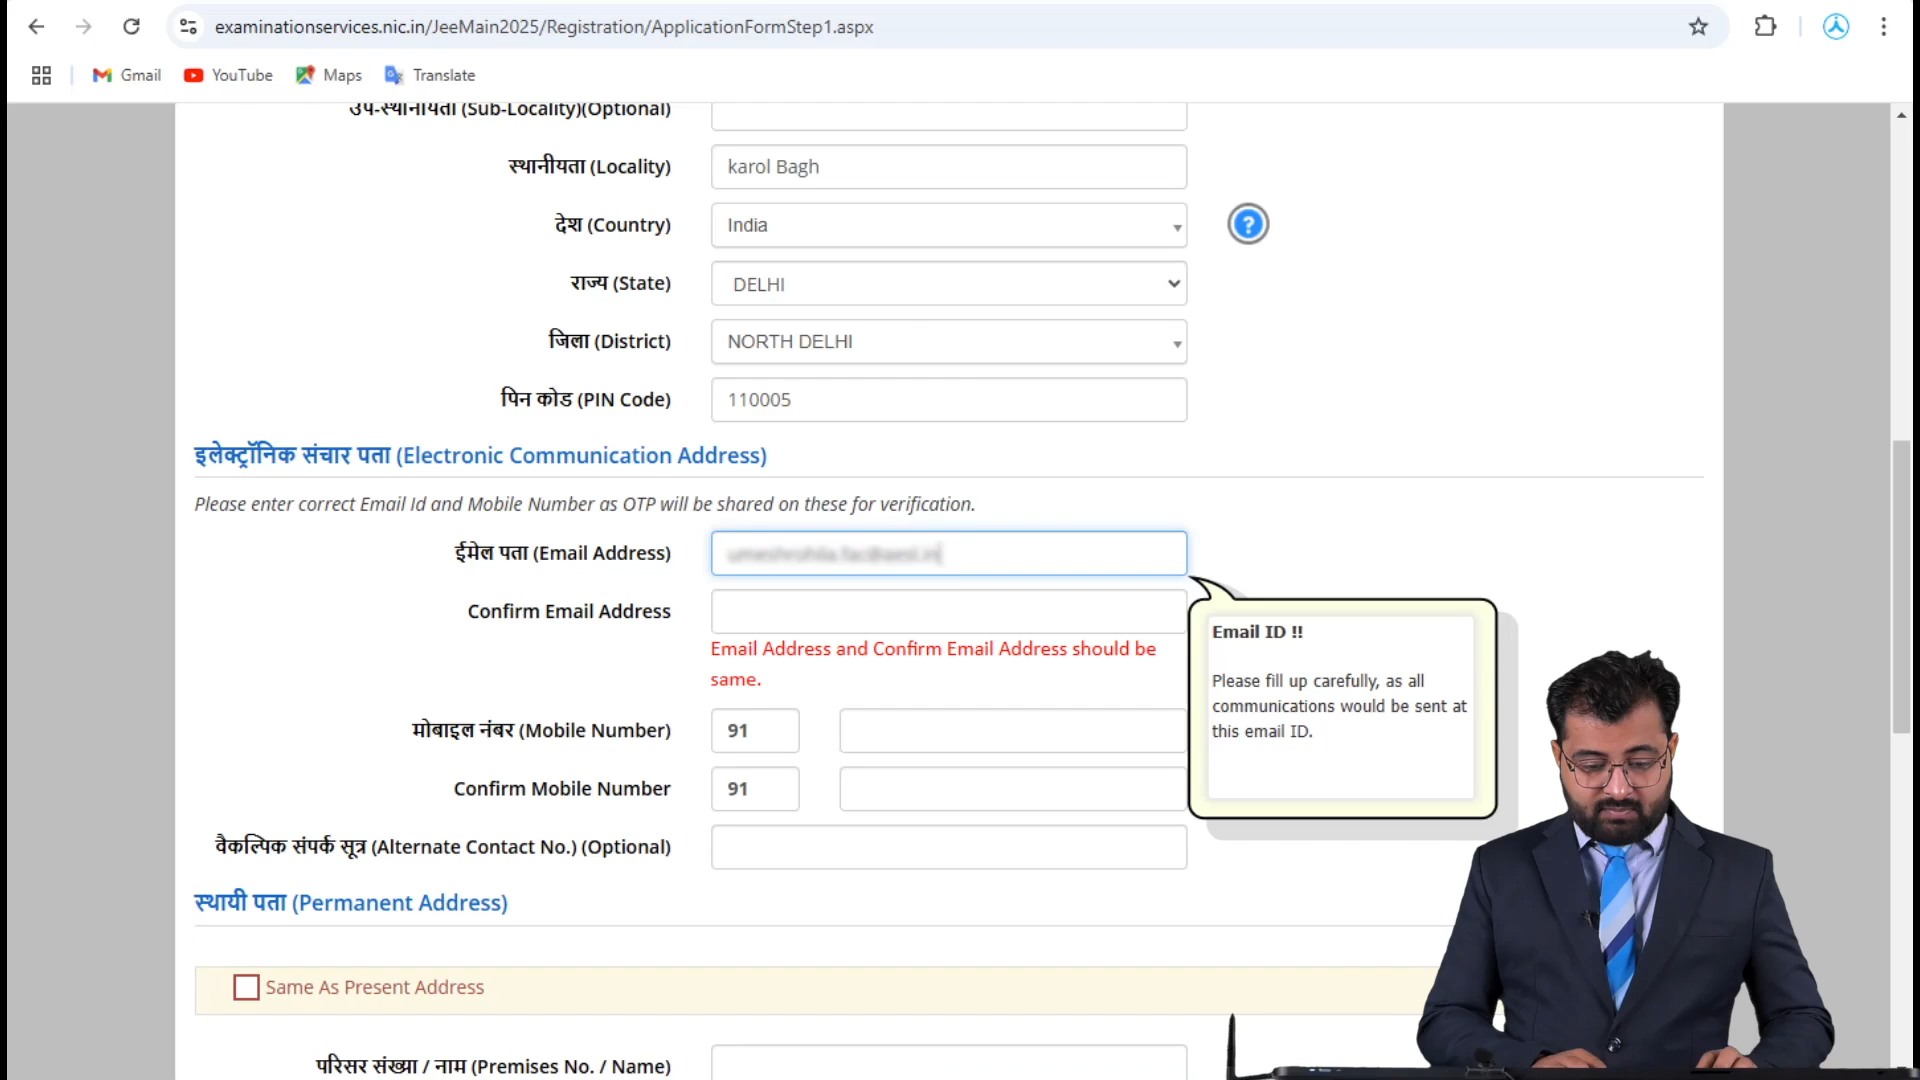 examinationservices.nic.in/JeeMain2025/Registration/ApplicationFormStep1.aspx
Gmail YouTube Maps Translate
उप-स्थानीयता (Sub-Locality)(Optional)
स्थानीयता (Locality) karol Bagh
देश (Country) India ?
राज्य (State) DELHI
जिला (District) NORTH DELHI
पिन कोड (PIN Code) 110005
इलेक्ट्रॉनिक संचार पता (Electronic Communication Address)
Please enter correct Email Id and Mobile Number as OTP will be shared on these for verification.
ईमेल पता (Email Address)
Confirm Email Address
Email Address and Confirm Email Address should be
same.
Email ID !!
Please fill up carefully, as all
communications would be sent at
this email ID.
मोबाइल नंबर (Mobile Number) 91
Confirm Mobile Number 91
वैकल्पिक संपर्क सूत्र (Alternate Contact No.) (Optional)
स्थायी पता (Permanent Address)
Same As Present Address
परिसर संख्या / नाम (Premises No. / Name)